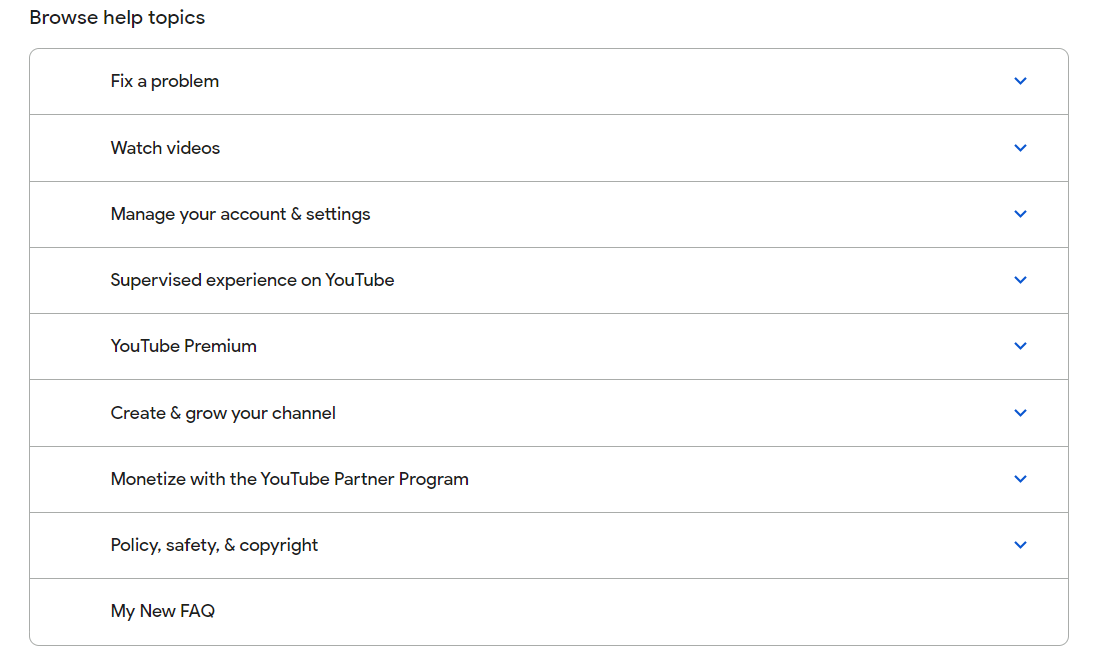 Browse help topics
Fix a problem
Watch videos
Manage your account & settings
Supervised experience on YouTube
YouTube Premium
Create & grow your channel
Monetize with the YouTube Partner Program
Policy, safety, & copyright
My New FAQ